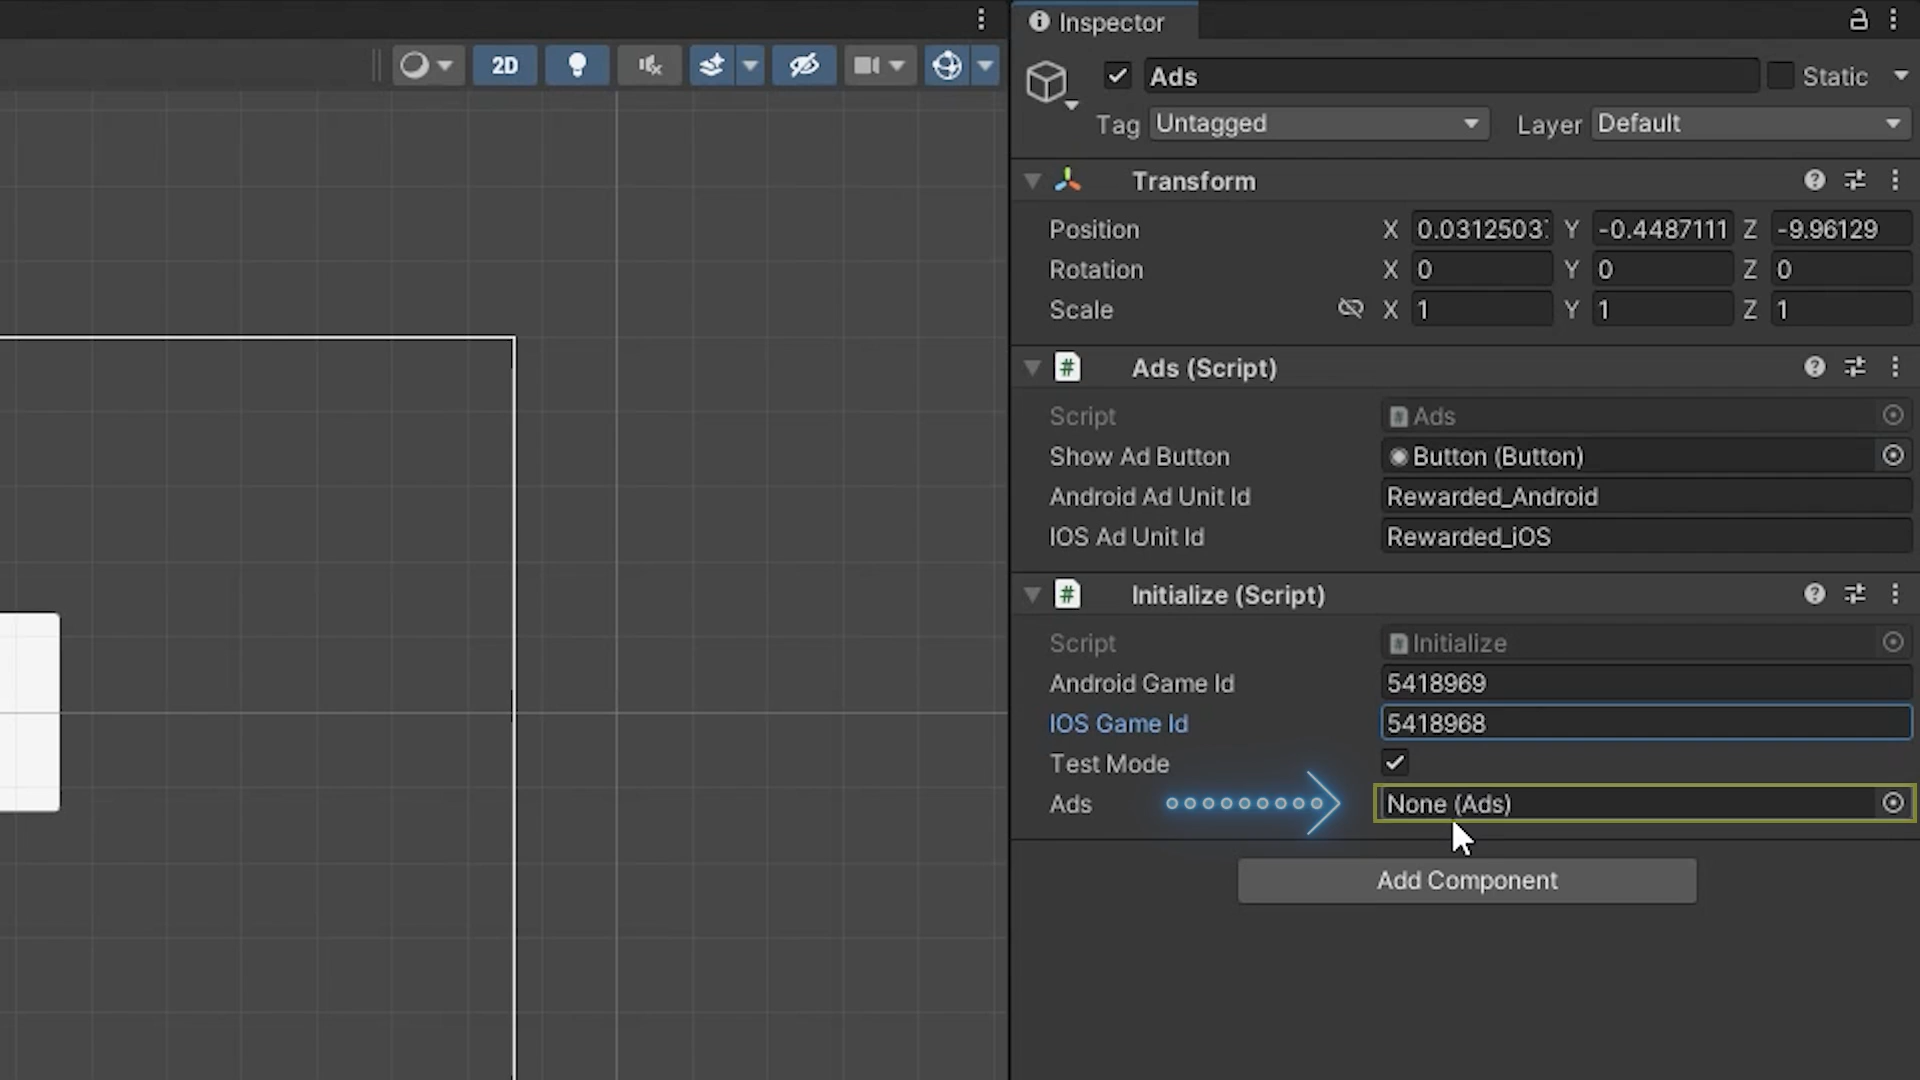 Inspector
2D
Ads
Static
Tag Untagged Layer Default
Transform
Position X 0.03125037 Y -0.4487111 Z -9.96129
Rotation X 0 Y 0 Z 0
Scale X 1 Y 1 Z 1
# Ads (Script)
Script # Ads
Show Ad Button Button (Button)
Android Ad Unit Id Rewarded_Android
IOS Ad Unit Id Rewarded_iOS
# Initialize (Script)
Script # Initialize
Android Game Id 5418969
IOS Game Id 5418968
Test Mode
Ads None (Ads)
Add Component